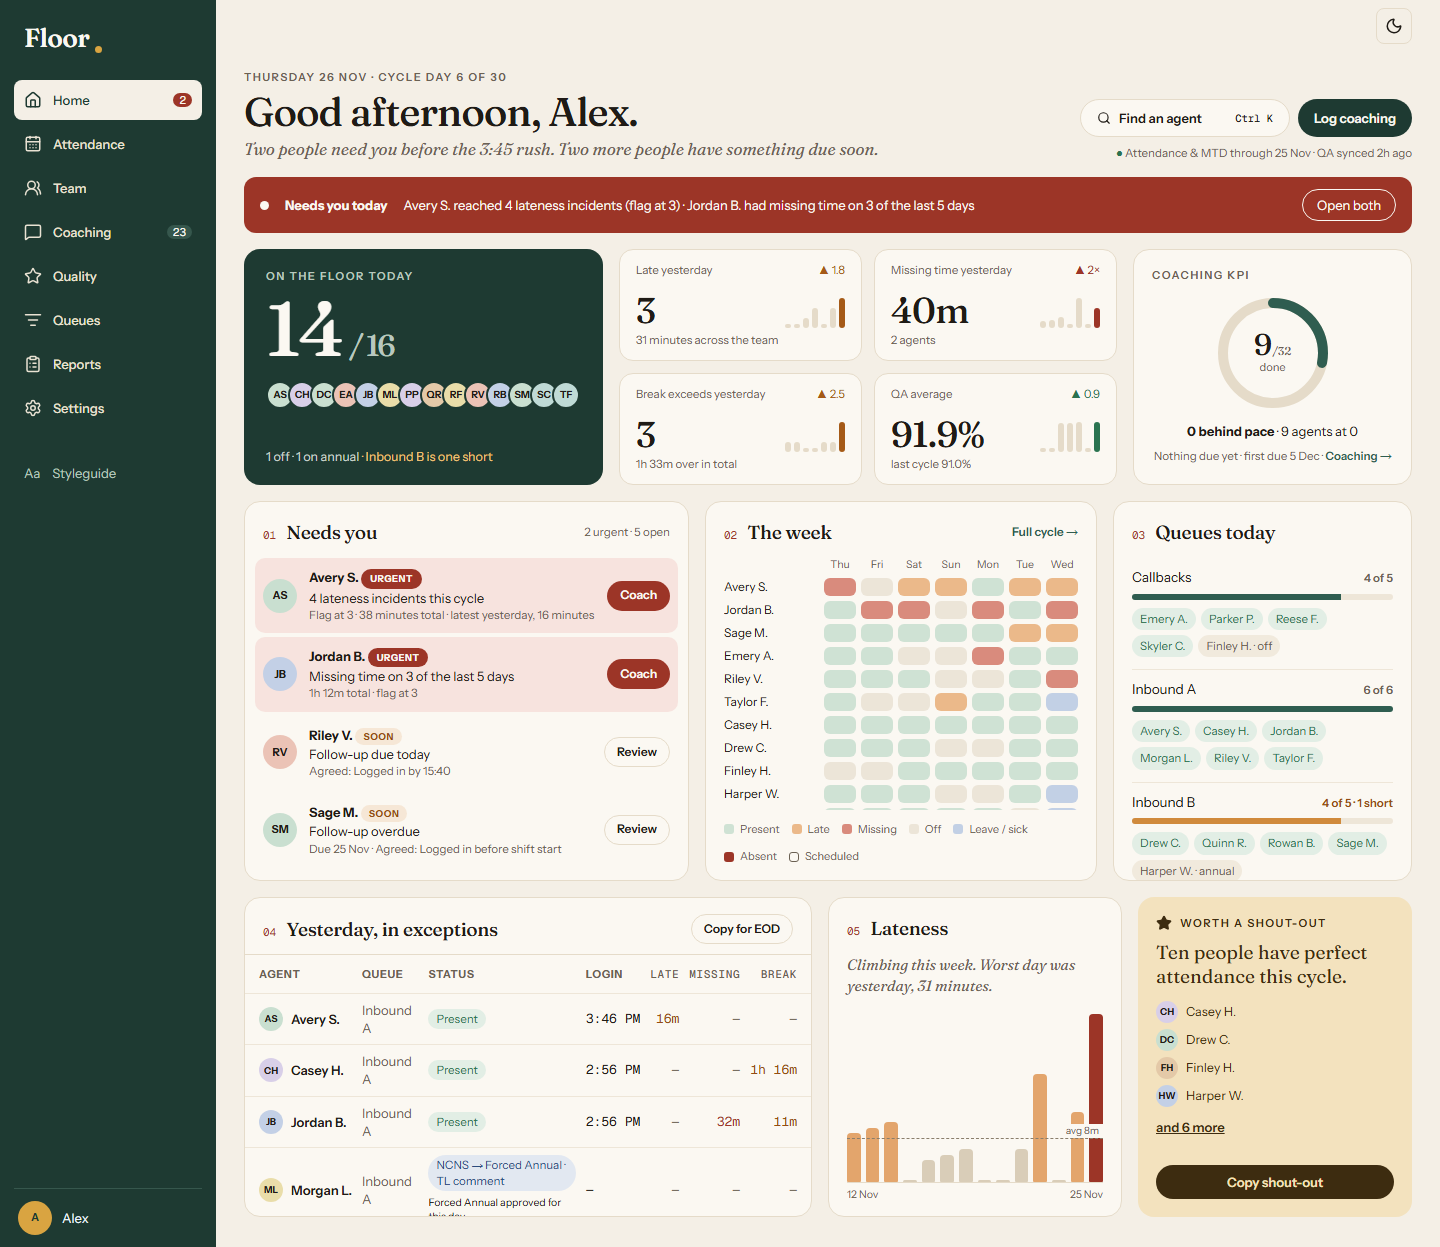 Floor.
Home 2
Attendance
Team
Coaching 23
Quality
Queues
Reports
Settings
Aa Styleguide
A Alex
THURSDAY 26 NOV · CYCLE DAY 6 OF 30
Good afternoon, Alex.
Two people need you before the 3:45 rush. Two more people have something due soon.
Find an agent Ctrl K
Log coaching
Attendance & MTD through 25 Nov · QA synced 2h ago
Needs you today Avery S. reached 4 lateness incidents (flag at 3) · Jordan B. had missing time on 3 of the last 5 days Open both
ON THE FLOOR TODAY
14 /16
AS CH DC EA JB ML PP QR RF RV RB SM SC TF
1 off · 1 on annual · Inbound B is one short
Late yesterday ▲ 1.8
3
31 minutes across the team
Missing time yesterday ▲ 2×
40m
2 agents
Break exceeds yesterday ▲ 2.5
3
1h 33m over in total
QA average ▲ 0.9
91.9%
last cycle 91.0%
COACHING KPI
9/32
done
0 behind pace · 9 agents at 0
Nothing due yet · first due 5 Dec · Coaching →
01 Needs you 2 urgent · 5 open
AS
Avery S. URGENT
4 lateness incidents this cycle
Flag at 3 · 38 minutes total · latest yesterday, 16 minutes
Coach
JB
Jordan B. URGENT
Missing time on 3 of the last 5 days
1h 12m total · flag at 3
Coach
RV
Riley V. SOON
Follow-up due today
Agreed: Logged in by 15:40
Review
SM
Sage M. SOON
Follow-up overdue
Due 25 Nov · Agreed: Logged in before shift start
Review
02 The week Full cycle →
Thu Fri Sat Sun Mon Tue Wed
Avery S.
Jordan B.
Sage M.
Emery A.
Riley V.
Taylor F.
Casey H.
Drew C.
Finley H.
Harper W.
Present Late Missing Off Leave / sick
Absent Scheduled
03 Queues today
Callbacks 4 of 5
Emery A. Parker P. Reese F.
Skyler C. Finley H. · off
Inbound A 6 of 6
Avery S. Casey H. Jordan B.
Morgan L. Riley V. Taylor F.
Inbound B 4 of 5 · 1 short
Drew C. Quinn R. Rowan B. Sage M.
Harper W. · annual
04 Yesterday, in exceptions Copy for EOD
AGENT QUEUE STATUS LOGIN LATE MISSING BREAK
AS Avery S. Inbound A Present 3:46 PM 16m – –
CH Casey H. Inbound A Present 2:56 PM – – 1h 16m
JB Jordan B. Inbound A Present 2:56 PM – 32m 11m
ML Morgan L. Inbound A NCNS → Forced Annual · TL comment – – – –
Forced Annual approved for
this day
05 Lateness
Climbing this week. Worst day was
yesterday, 31 minutes.
avg 8m
12 Nov 25 Nov
WORTH A SHOUT-OUT
Ten people have perfect
attendance this cycle.
CH Casey H.
DC Drew C.
FH Finley H.
HW Harper W.
and 6 more
Copy shout-out